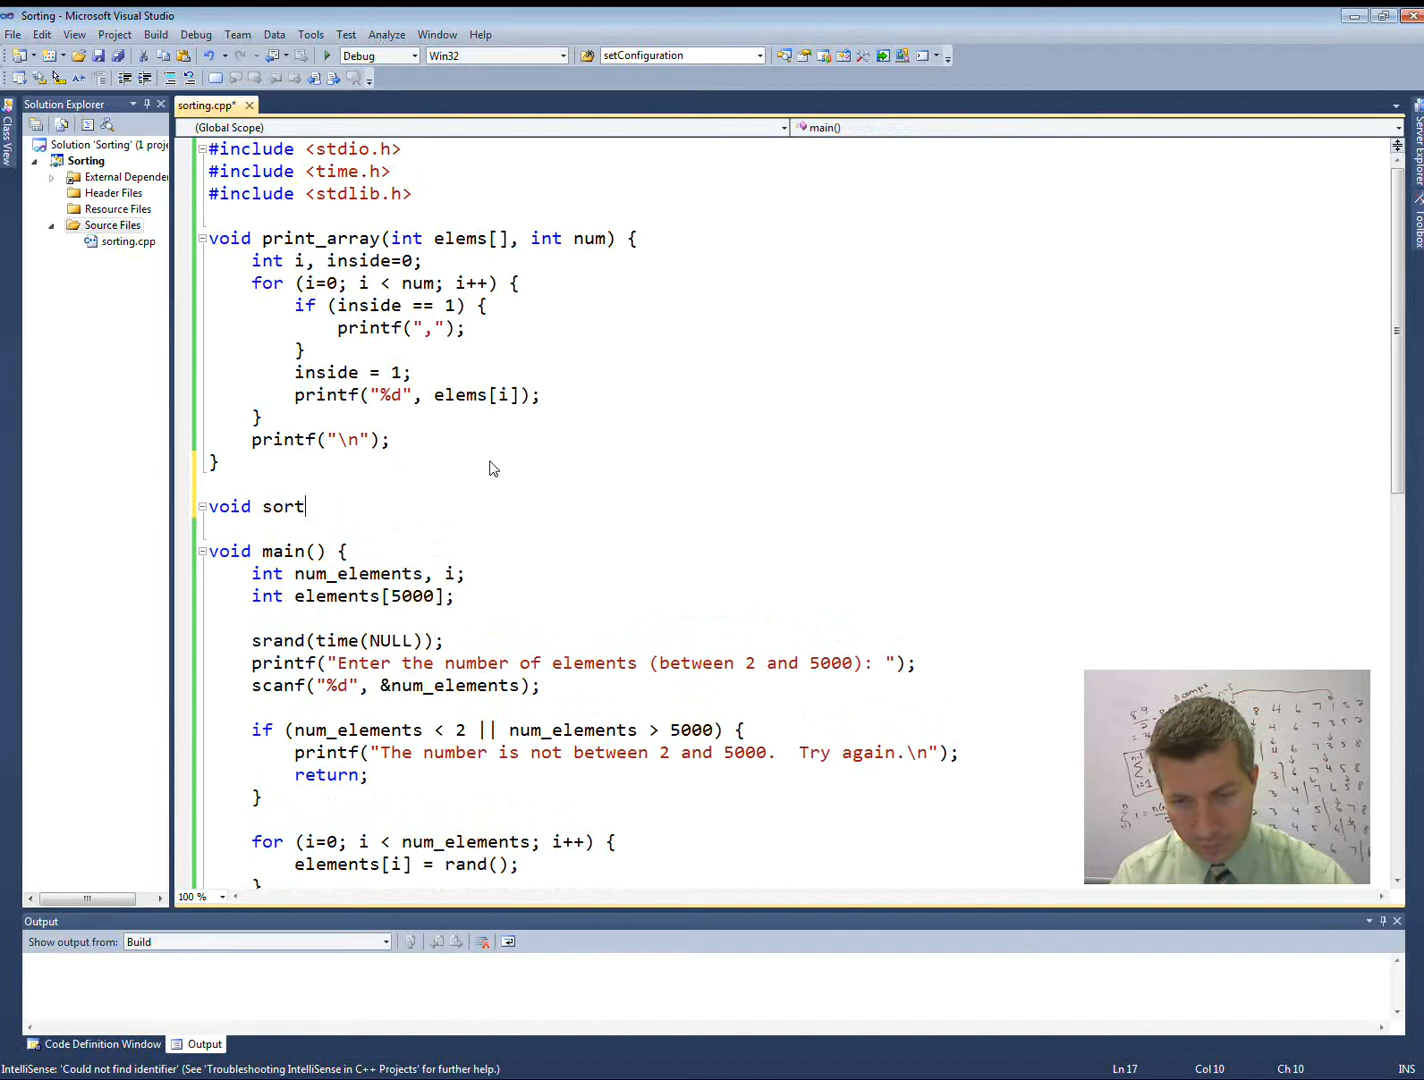 Sorting - Microsoft Visual Studio
File Edit View Project Build Debug Team Data Tools Test Analyze Window Help
Debug Win32 setConfiguration
Solution Explorer
sorting.cpp*
Class View
Server Explorer
Toolbox
(Global Scope) main()
Solution 'Sorting' (1 proje
Sorting
External Depender
Header Files
Resource Files
Source Files
sorting.cpp
#include <stdio.h>
#include <time.h>
#include <stdlib.h>
void print_array(int elems[], int num) {
int i, inside=0;
for (i=0; i < num; i++) {
if (inside == 1) {
printf(",");
}
inside = 1;
printf("%d", elems[i]);
}
printf("\n");
}
void sort
void main() {
int num_elements, i;
int elements[5000];
srand(time(NULL));
printf("Enter the number of elements (between 2 and 5000): ");
scanf("%d", &num_elements);
if (num_elements < 2 || num_elements > 5000) {
printf("The number is not between 2 and 5000.  Try again.\n");
return;
}
for (i=0; i < num_elements; i++) {
elements[i] = rand();
}
100 %
Output
Show output from: Build
Code Definition Window Output
IntelliSense: 'Could not find identifier' (See 'Troubleshooting IntelliSense in C++ Projects' for further help.)
Ln 17 Col 10 Ch 10 INS